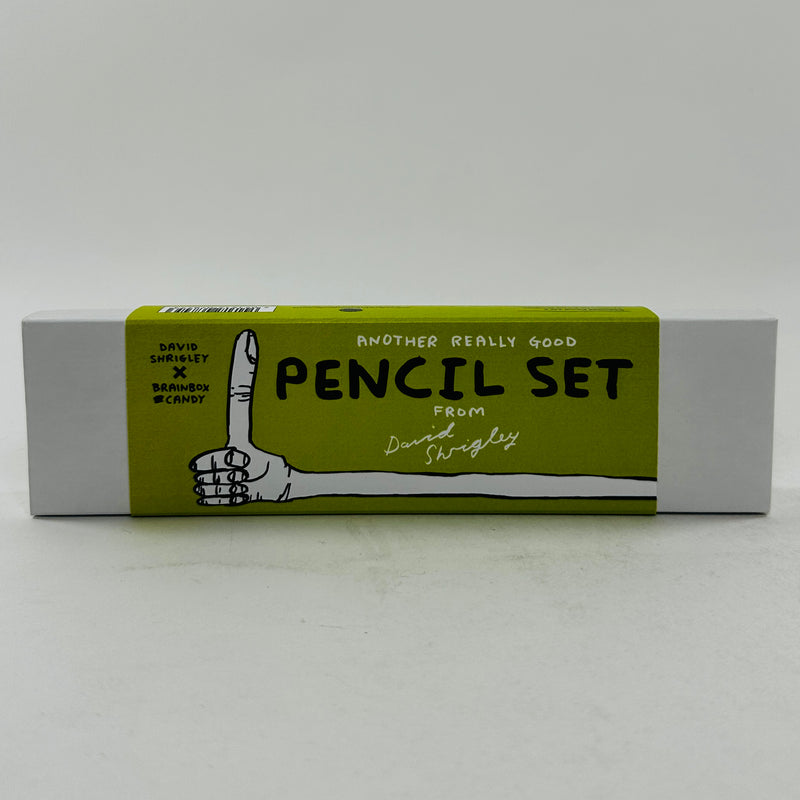 DAVID
SHRIGLEY
X
BRAINBOX
CANDY
ANOTHER REALLY GOOD
PENCIL SET
FROM
David
Shrigley